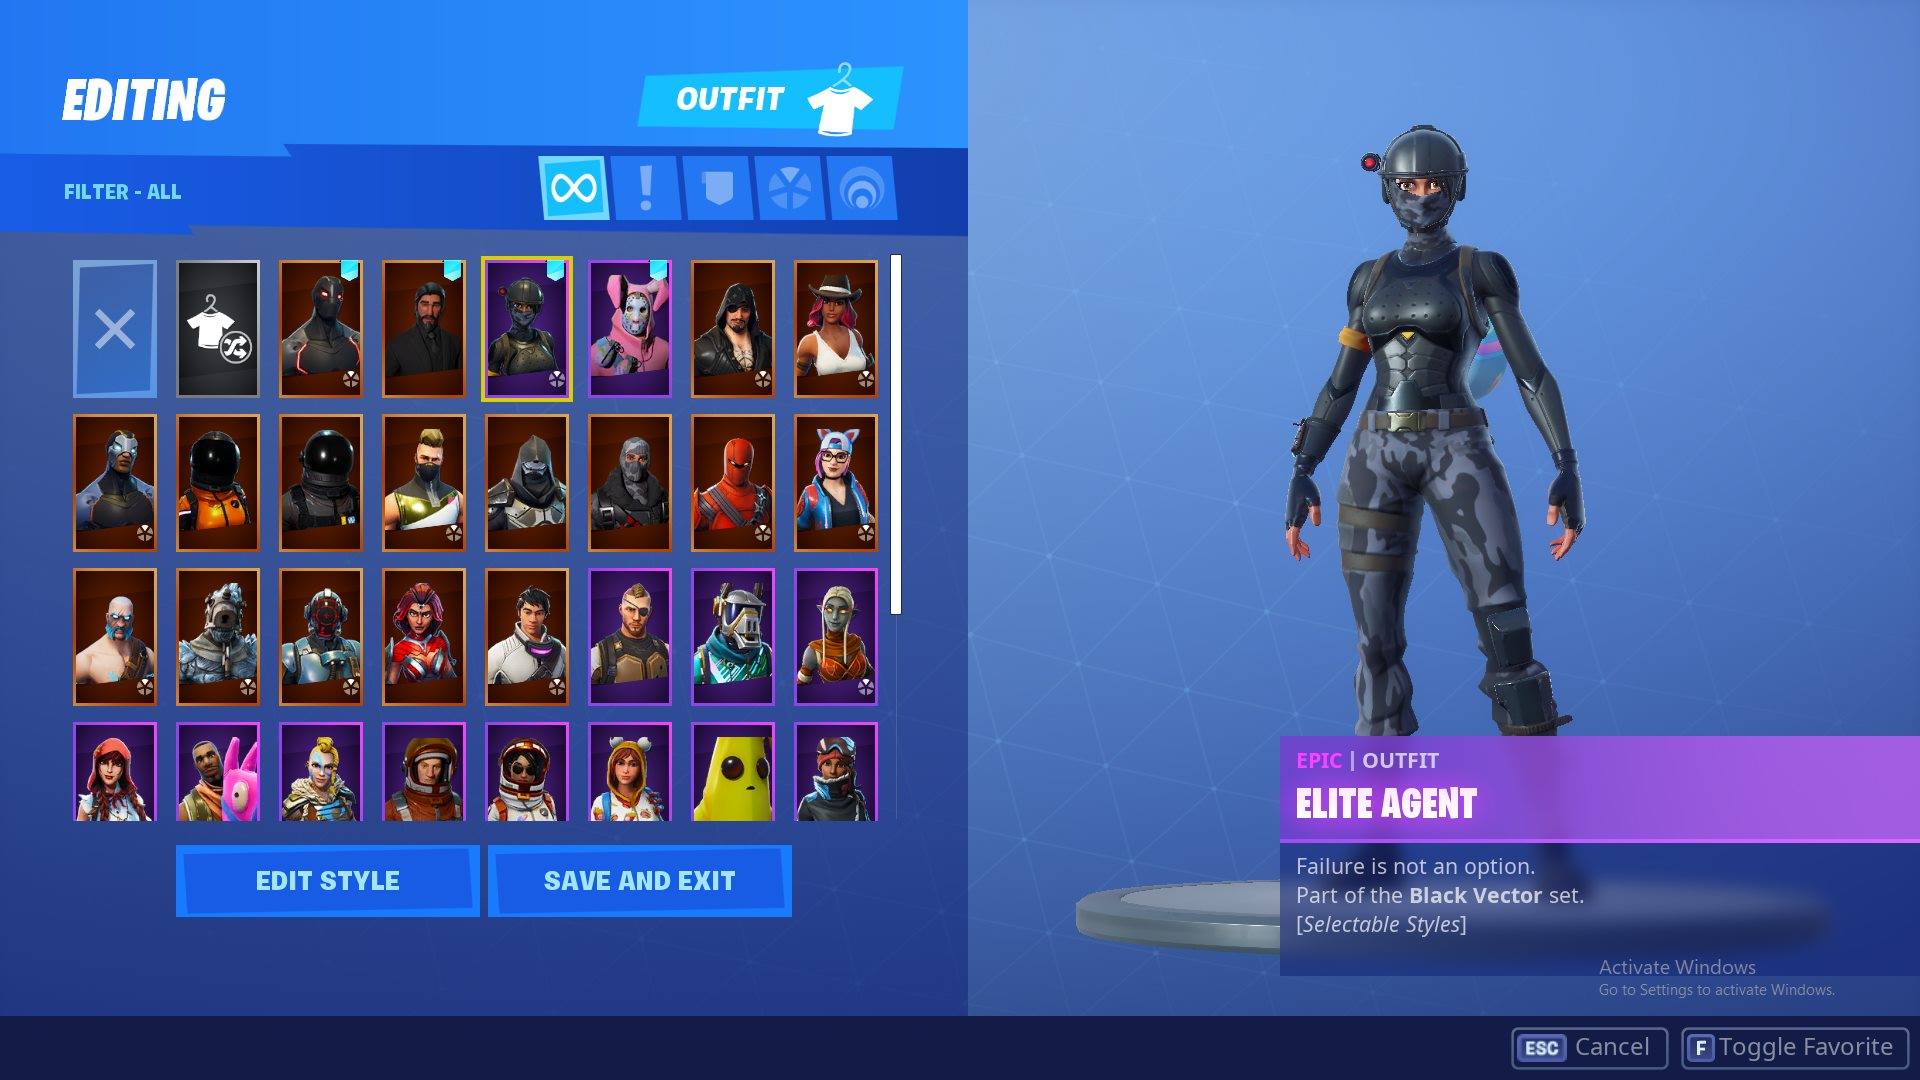 EDITING
OUTFIT
FILTER - ALL
EDIT STYLE
SAVE AND EXIT
EPIC | OUTFIT
ELITE AGENT
Failure is not an option.
Part of the Black Vector set.
[Selectable Styles]
Activate Windows
Go to Settings to activate Windows.
ESC Cancel
F Toggle Favorite